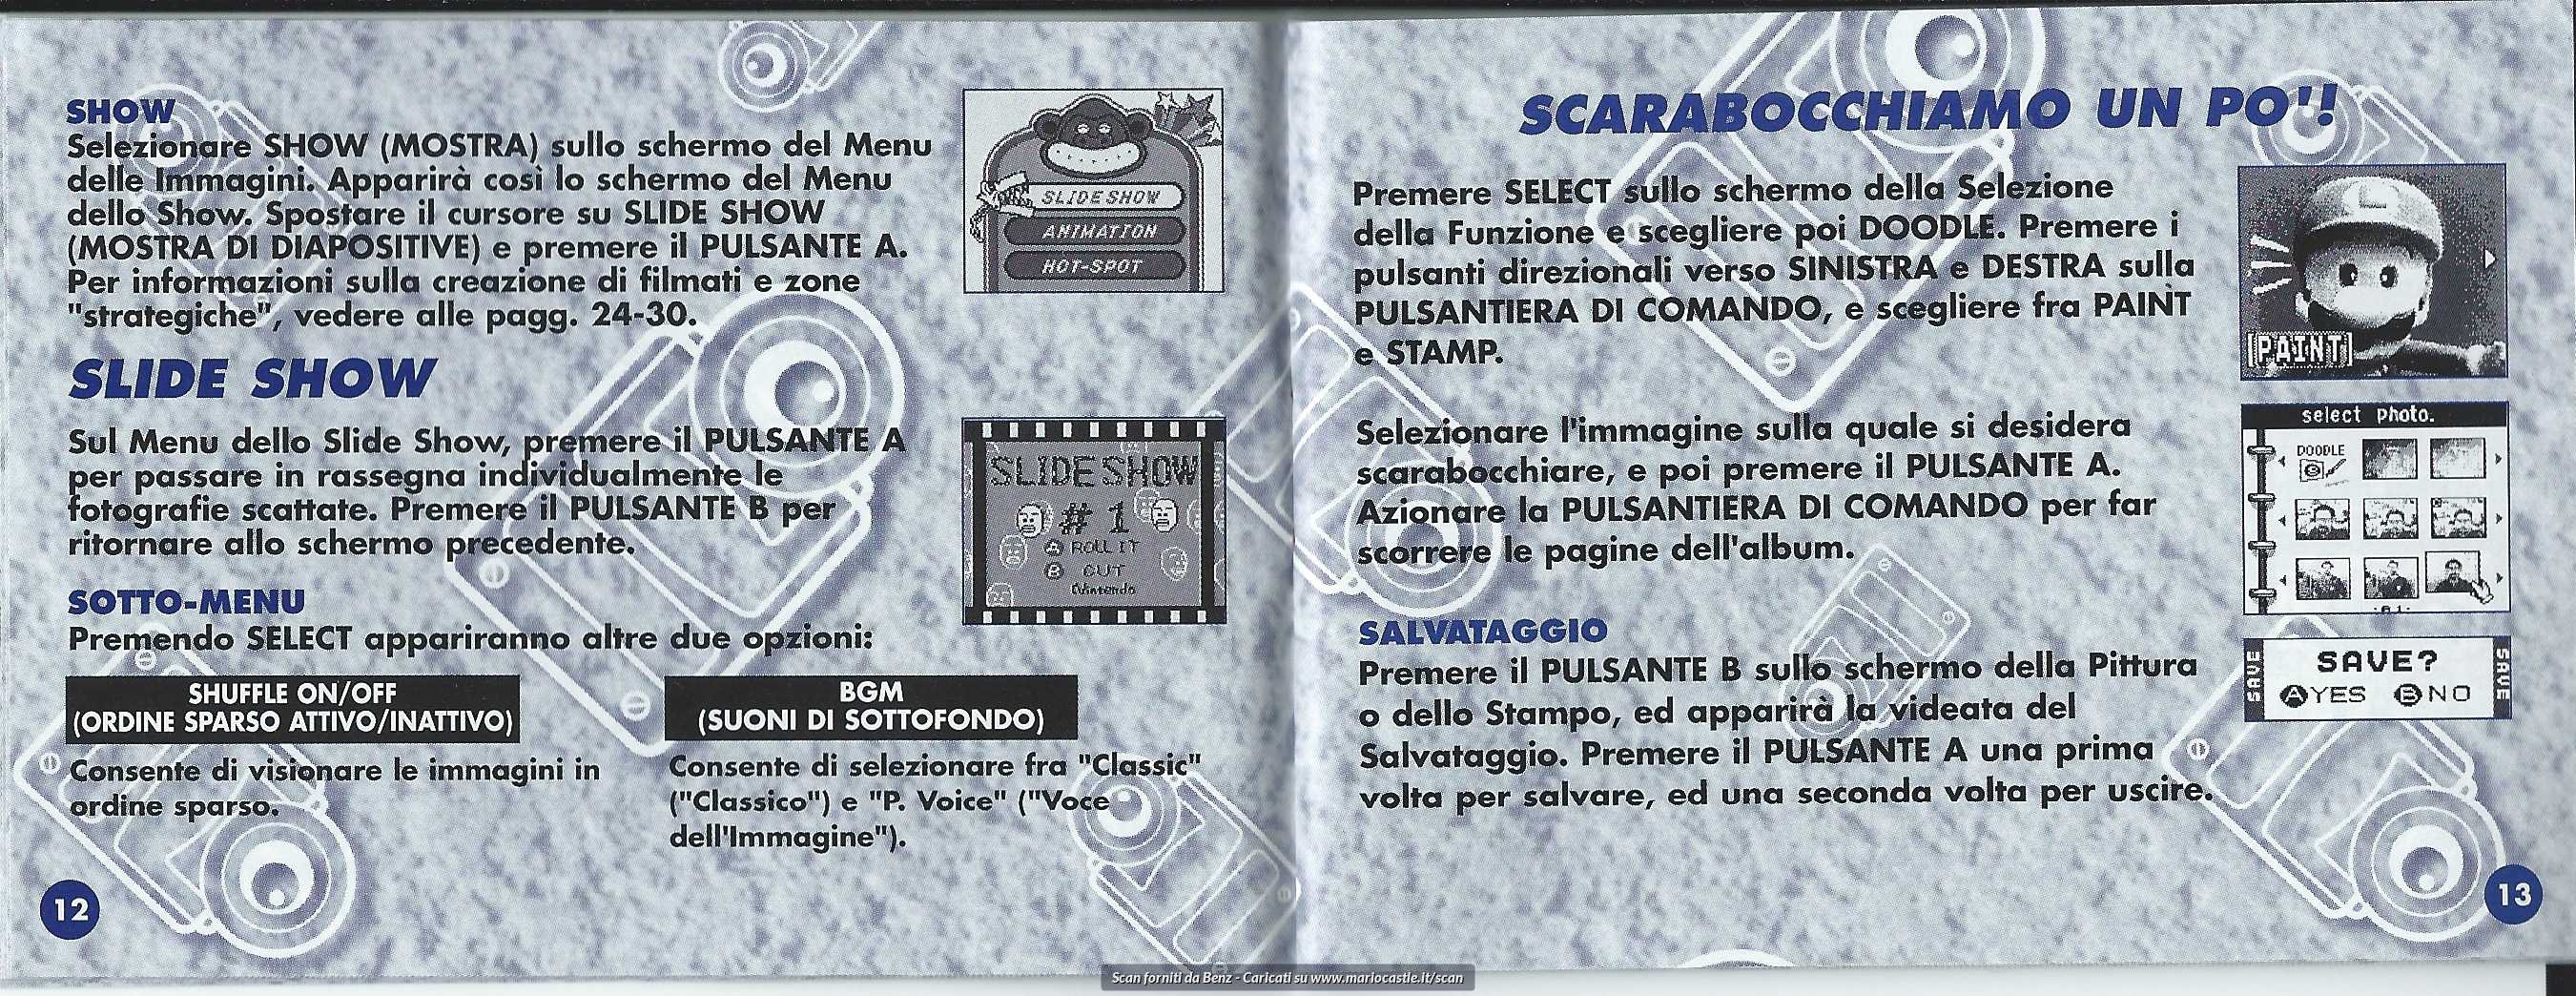 SHOW
Selezionare SHOW (MOSTRA) sullo schermo del Menu
delle Immagini. Apparirà così lo schermo del Menu
dello Show. Spostare il cursore su SLIDE SHOW
(MOSTRA DI DIAPOSITIVE) e premere il PULSANTE A.
Per informazioni sulla creazione di filmati e zone
"strategiche", vedere alle pagg. 24-30.
SLIDE SHOW
ANIMATION
HOT-SPOT
SLIDE SHOW
Sul Menu dello Slide Show, premere il PULSANTE A
per passare in rassegna individualmente le
fotografie scattate. Premere il PULSANTE B per
ritornare allo schermo precedente.
SLIDE SHOW
# 1
A ROLL IT
B CUT
Nintendo
SOTTO-MENU
Premendo SELECT appariranno altre due opzioni:
SHUFFLE ON/OFF
(ORDINE SPARSO ATTIVO/INATTIVO)
Consente di visionare le immagini in
ordine sparso.
BGM
(SUONI DI SOTTOFONDO)
Consente di selezionare fra "Classic"
("Classico") e "P. Voice" ("Voce
dell'Immagine").
12
SCARABOCCHIAMO UN PO'!
Premere SELECT sullo schermo della Selezione
della Funzione e scegliere poi DOODLE. Premere i
pulsanti direzionali verso SINISTRA e DESTRA sulla
PULSANTIERA DI COMANDO, e scegliere fra PAINT
e STAMP.
[PAINT]
Selezionare l'immagine sulla quale si desidera
scarabocchiare, e poi premere il PULSANTE A.
Azionare la PULSANTIERA DI COMANDO per far
scorrere le pagine dell'album.
select photo.
DOODLE
SALVATAGGIO
Premere il PULSANTE B sullo schermo della Pittura
o dello Stampo, ed apparirà la videata del
Salvataggio. Premere il PULSANTE A una prima
volta per salvare, ed una seconda volta per uscire.
SAVE
SAVE?
A YES B NO
SAVE
13
Scan forniti da Benz - Caricati su www.mariocastle.it/scan